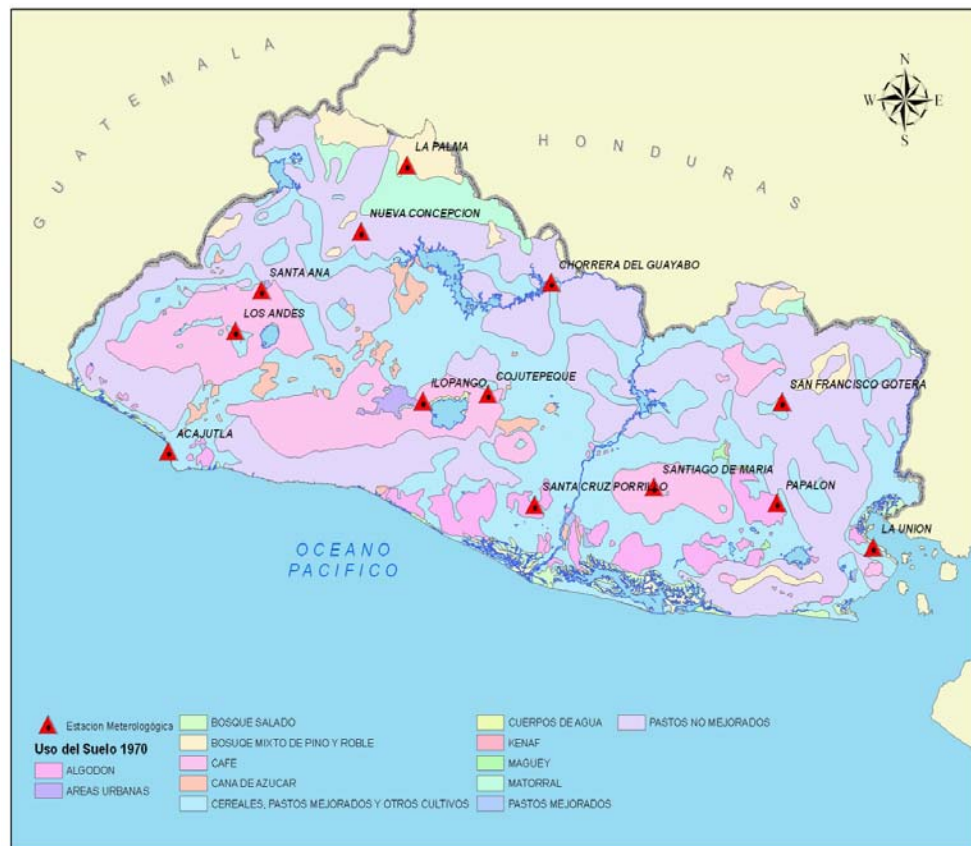 GUATEMALA
HONDURAS
N
W E
S
LA PALMA
NUEVA CONCEPCION
CHORRERA DEL GUAYABO
SANTA ANA
LOS ANDES
ILOPANGO
COJUTEPEQUE
SAN FRANCISCO GOTERA
ACAJUTLA
SANTIAGO DE MARIA
SANTA CRUZ PORRILLO
PAPALON
LA UNION
OCEANO
PACIFICO
Estacion Meterologógica
Uso del Suelo 1970
ALGODON
AREAS URBANAS
BOSQUE SALADO
BOSUQE MIXTO DE PINO Y ROBLE
CAFÉ
CANA DE AZUCAR
CEREALES, PASTOS MEJORADOS Y OTROS CULTIVOS
CUERPOS DE AGUA
KENAF
MAGUEY
MATORRAL
PASTOS MEJORADOS
PASTOS NO MEJORADOS